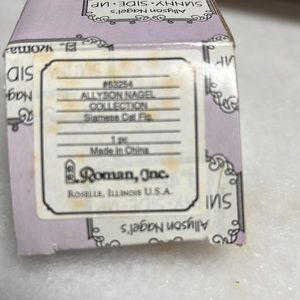 Allyson Nagel's
SUNNY·SIDE·UP
#63254
ALLYSON NAGEL
COLLECTION
Siamese Cat Fig.
1 pc
Made in China
Roman, Inc.
ROSELLE, ILLINOIS U.S.A.
Allyson Nagel's